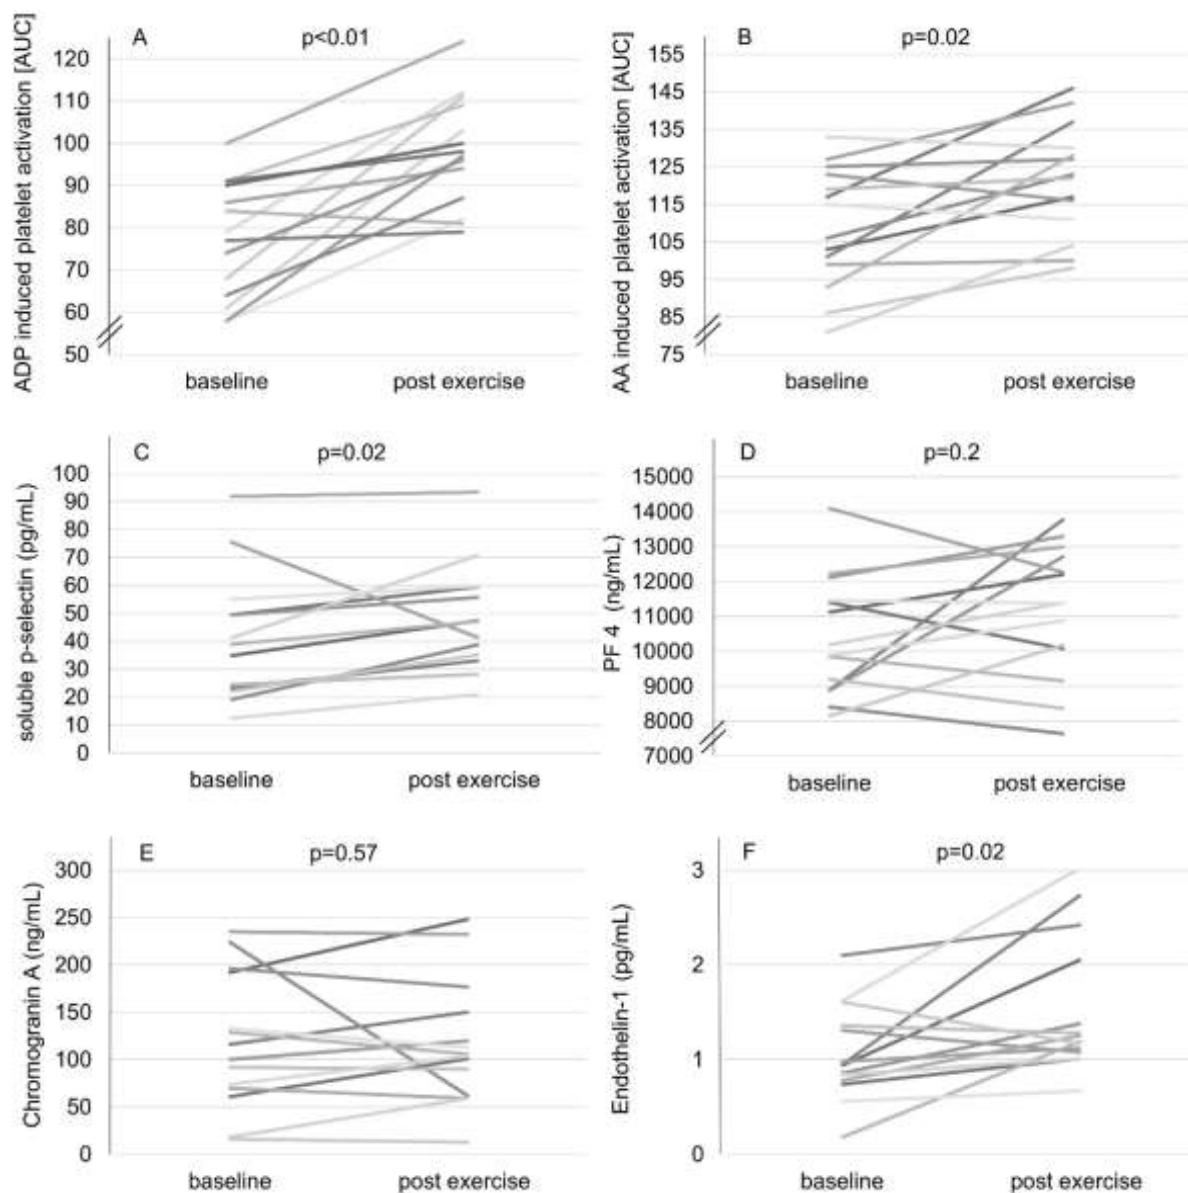 A
p<0.01
ADP induced platelet activation [AUC]
120
110
100
90
80
70
60
50
baseline
post exercise
B
p=0.02
AA induced platelet activation [AUC]
155
145
135
125
115
105
95
85
75
baseline
post exercise
C
p=0.02
soluble p-selectin (pg/mL)
100
90
80
70
60
50
40
30
20
10
0
baseline
post exercise
D
p=0.2
PF 4 (ng/mL)
15000
14000
13000
12000
11000
10000
9000
8000
7000
baseline
post exercise
E
p=0.57
Chromogranin A (ng/mL)
300
250
200
150
100
50
0
baseline
post exercise
F
p=0.02
Endothelin-1 (pg/mL)
3
2
1
0
baseline
post exercise